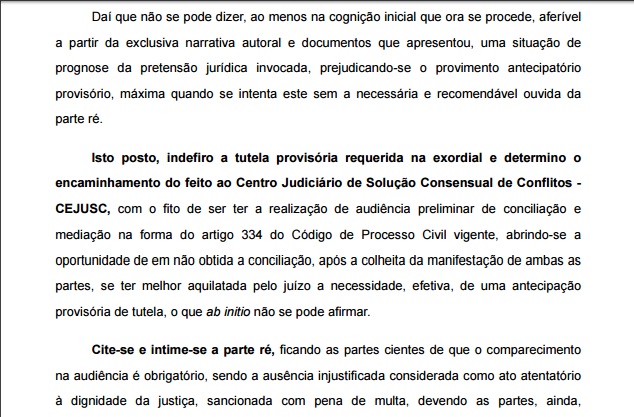 Daí que não se pode dizer, ao menos na cognição inicial que ora se procede, aferível
a partir da exclusiva narrativa autoral e documentos que apresentou, uma situação de
prognose da pretensão jurídica invocada, prejudicando-se o provimento antecipatório
provisório, máxima quando se intenta este sem a necessária e recomendável ouvida da
parte ré.
Isto posto, indefiro a tutela provisória requerida na exordial e determino o
encaminhamento do feito ao Centro Judiciário de Solução Consensual de Conflitos -
CEJUSC, com o fito de ser ter a realização de audiência preliminar de conciliação e
mediação na forma do artigo 334 do Código de Processo Civil vigente, abrindo-se a
oportunidade de em não obtida a conciliação, após a colheita da manifestação de ambas as
partes, se ter melhor aquilatada pelo juízo a necessidade, efetiva, de uma antecipação
provisória de tutela, o que ab initio não se pode afirmar.
Cite-se e intime-se a parte ré, ficando as partes cientes de que o comparecimento
na audiência é obrigatório, sendo a ausência injustificada considerada como ato atentatório
à dignidade da justiça, sancionada com pena de multa, devendo as partes, ainda,